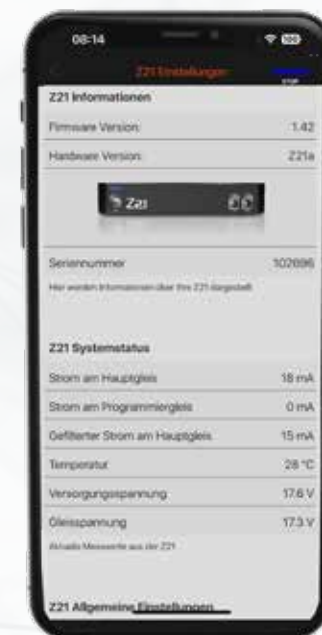 08:14
Z21 Einstellungen
STOP
Z21 Informationen
Firmware Version: 1.42
Hardware Version: Z21a
Z21
Seriennummer 102696
Hier werden Informationen über Ihre Z21 dargestellt
Z21 Systemstatus
Strom am Hauptgleis 18 mA
Strom am Programmiergleis 0 mA
Gefilterter Strom am Hauptgleis 15 mA
Temperatur 28 °C
Versorgungsspannung 17.6 V
Gleisspannung 17.3 V
Aktuelle Messwerte aus der Z21
Z21 Allgemeine Einstellungen